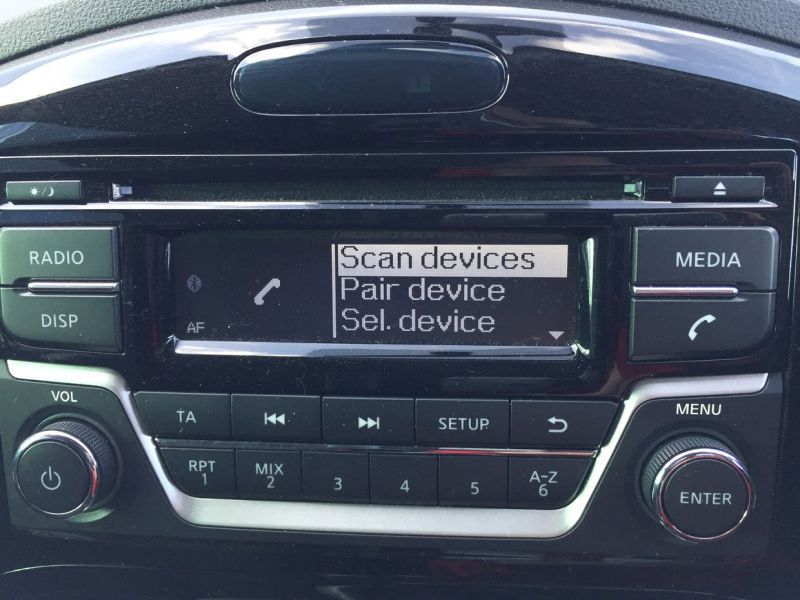 Scan devices
Pair device
Sel. device
AF
RADIO
DISP
MEDIA
VOL
TA
SETUP
MENU
RPT
1
MIX
2
3
4
5
A-Z
6
ENTER